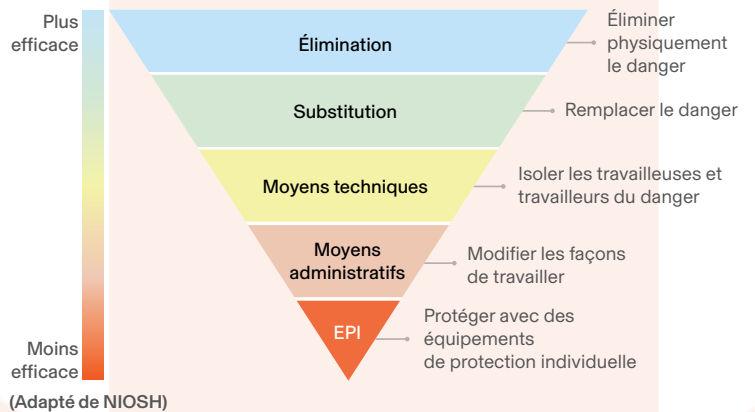 Plus
efficace
Élimination
Éliminer
physiquement
le danger
Substitution
Remplacer le danger
Moyens techniques
Isoler les travailleuses et
travailleurs du danger
Moyens
administratifs
Modifier les façons
de travailler
EPI
Protéger avec des
équipements
de protection individuelle
Moins
efficace
(Adapté de NIOSH)